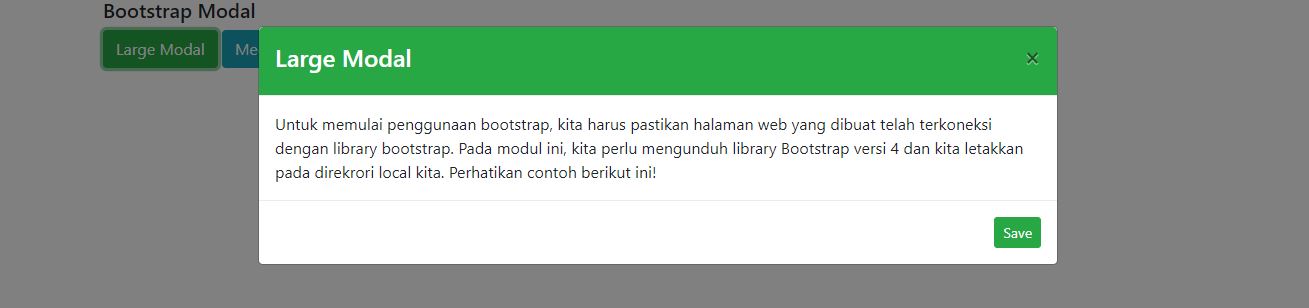 Bootstrap Modal
Large Modal
Me
Large Modal
×
Untuk memulai penggunaan bootstrap, kita harus pastikan halaman web yang dibuat telah terkoneksi
dengan library bootstrap. Pada modul ini, kita perlu mengunduh library Bootstrap versi 4 dan kita letakkan
pada direkrori local kita. Perhatikan contoh berikut ini!
Save